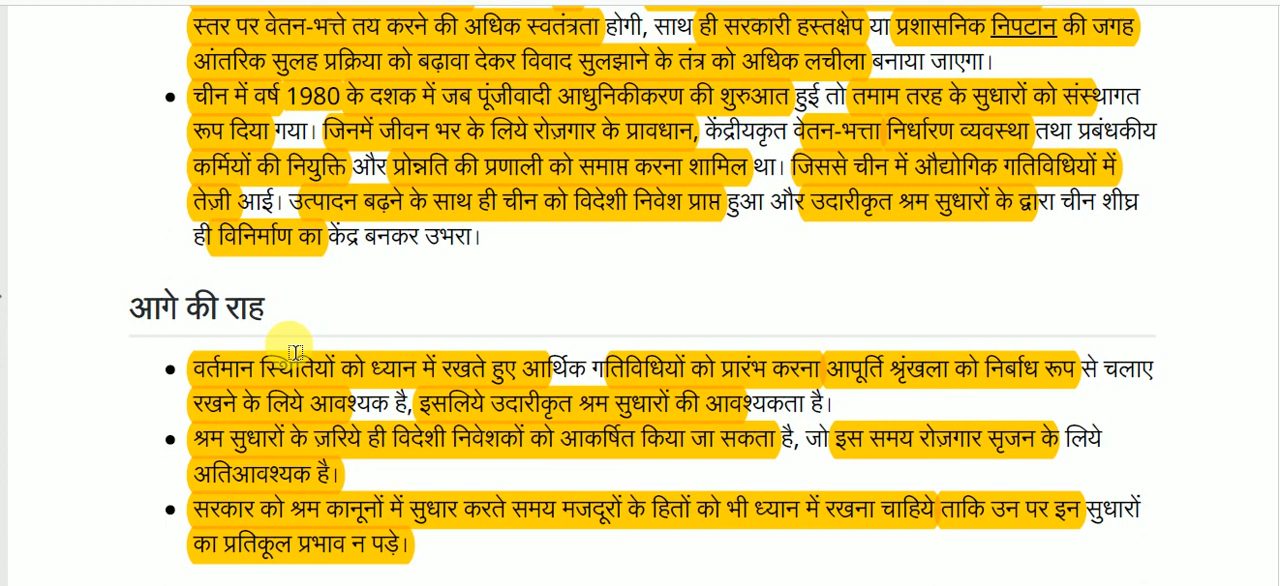 स्तर पर वेतन-भत्ते तय करने की अधिक स्वतंत्रता होगी, साथ ही सरकारी हस्तक्षेप या प्रशासनिक निपटान की जगह
आंतरिक सुलह प्रक्रिया को बढ़ावा देकर विवाद सुलझाने के तंत्र को अधिक लचीला बनाया जाएगा।
• चीन में वर्ष 1980 के दशक में जब पूंजीवादी आधुनिकीकरण की शुरुआत हुई तो तमाम तरह के सुधारों को संस्थागत
रूप दिया गया। जिनमें जीवन भर के लिये रोज़गार के प्रावधान, केंद्रीयकृत वेतन-भत्ता निर्धारण व्यवस्था तथा प्रबंधकीय
कर्मियों की नियुक्ति और प्रोन्नति की प्रणाली को समाप्त करना शामिल था। जिससे चीन में औद्योगिक गतिविधियों में
तेज़ी आई। उत्पादन बढ़ने के साथ ही चीन को विदेशी निवेश प्राप्त हुआ और उदारीकृत श्रम सुधारों के द्वारा चीन शीघ्र
ही विनिर्माण का केंद्र बनकर उभरा।
आगे की राह
• वर्तमान स्थितियों को ध्यान में रखते हुए आर्थिक गतिविधियों को प्रारंभ करना आपूर्ति श्रृंखला को निर्बाध रूप से चलाए
रखने के लिये आवश्यक है, इसलिये उदारीकृत श्रम सुधारों की आवश्यकता है।
• श्रम सुधारों के ज़रिये ही विदेशी निवेशकों को आकर्षित किया जा सकता है, जो इस समय रोज़गार सृजन के लिये
अतिआवश्यक है।
• सरकार को श्रम कानूनों में सुधार करते समय मजदूरों के हितों को भी ध्यान में रखना चाहिये ताकि उन पर इन सुधारों
का प्रतिकूल प्रभाव न पड़े।